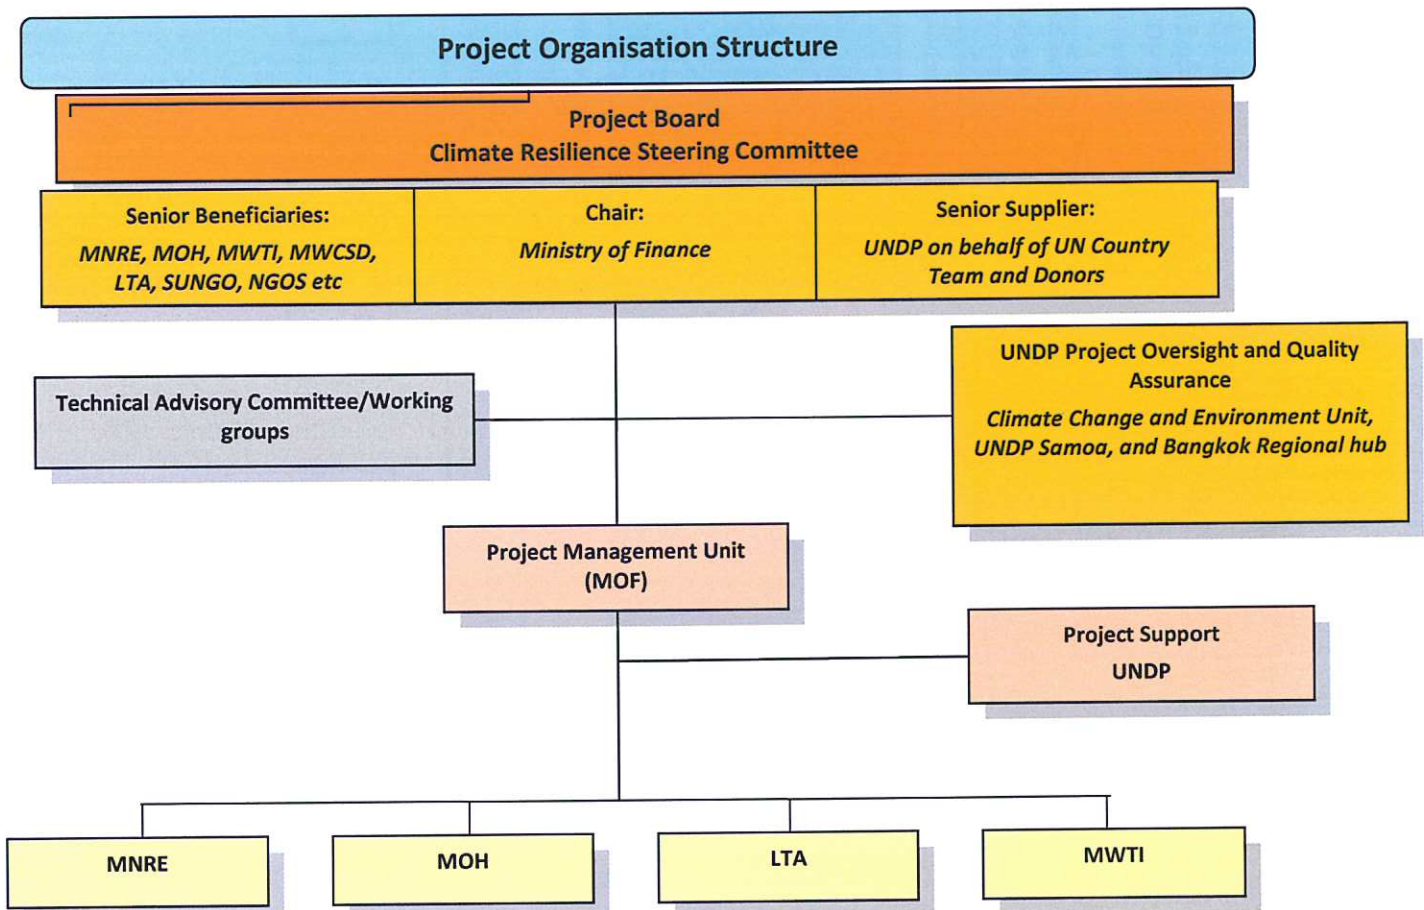 Project Organisation Structure
Project Board
Climate Resilience Steering Committee
Senior Beneficiaries:
MNRE, MOH, MWTI, MWCSD,
LTA, SUNGO, NGOS etc
Chair:
Ministry of Finance
Senior Supplier:
UNDP on behalf of UN Country
Team and Donors
Technical Advisory Committee/Working
groups
UNDP Project Oversight and Quality
Assurance
Climate Change and Environment Unit,
UNDP Samoa, and Bangkok Regional hub
Project Management Unit
(MOF)
Project Support
UNDP
MNRE
MOH
LTA
MWTI